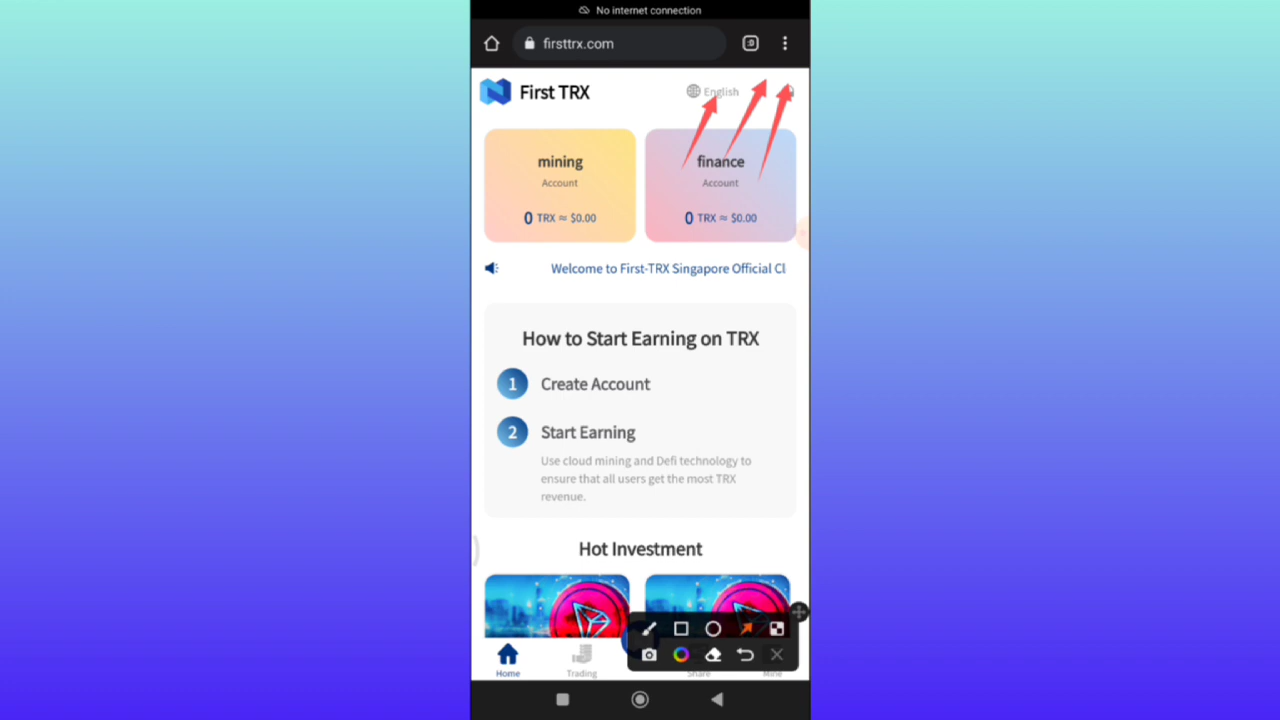 No internet connection
firsttrx.com
First TRX
English
mining
Account
0 TRX ≈ $0.00
finance
Account
0 TRX ≈ $0.00
Welcome to First-TRX Singapore Official Cl
How to Start Earning on TRX
1 Create Account
2 Start Earning
Use cloud mining and Defi technology to
ensure that all users get the most TRX
revenue.
Hot Investment
Home
Trading
Share
Mine